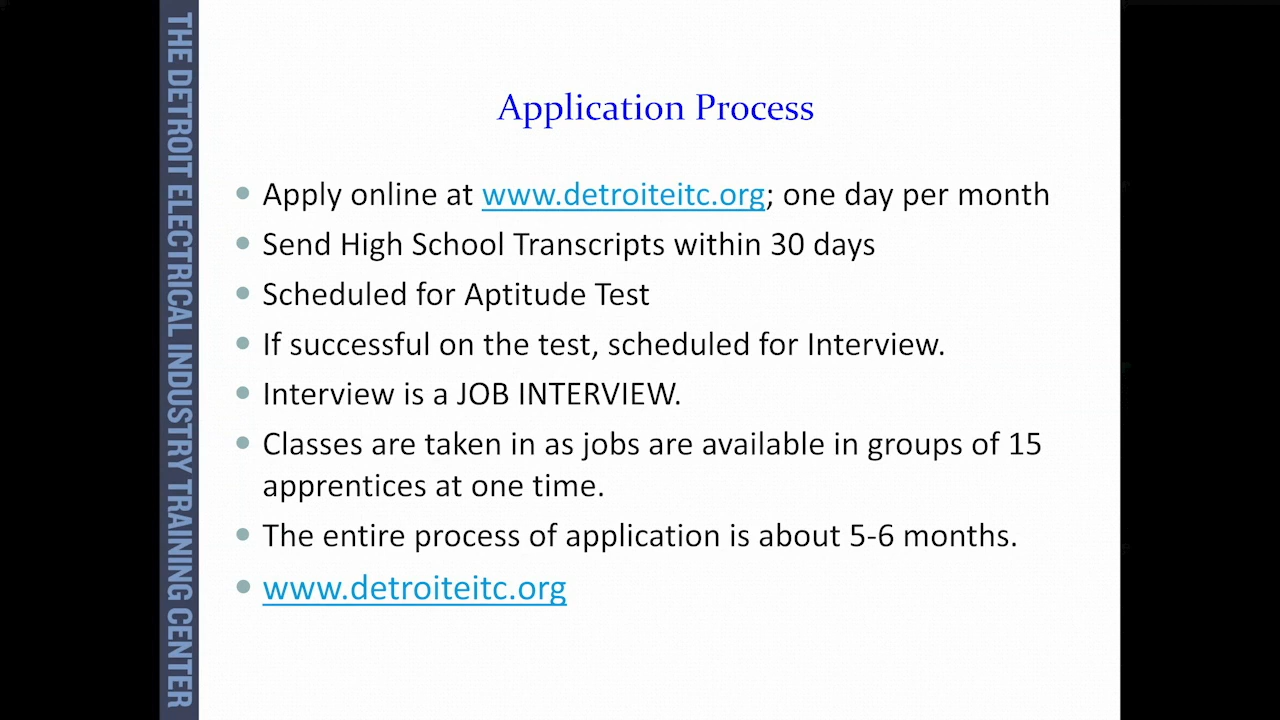 THE DETROIT ELECTRICAL INDUSTRY TRAINING CENTER
Application Process
Apply online at www.detroiteitc.org; one day per month
Send High School Transcripts within 30 days
Scheduled for Aptitude Test
If successful on the test, scheduled for Interview.
Interview is a JOB INTERVIEW.
Classes are taken in as jobs are available in groups of 15
apprentices at one time.
The entire process of application is about 5-6 months.
www.detroiteitc.org